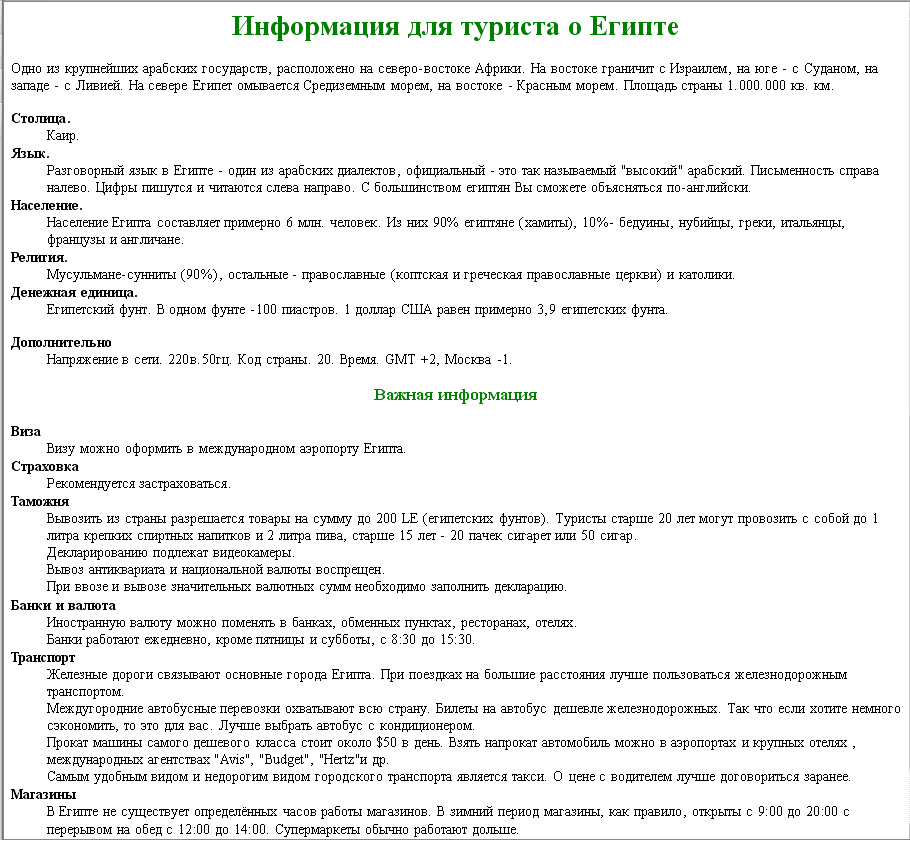 Информация для туриста о Египте
Одно из крупнейших арабских государств, расположено на северо-востоке Африки. На востоке граничит с Израилем, на юге - с Суданом, на
западе - с Ливией. На севере Египет омывается Средиземным морем, на востоке - Красным морем. Площадь страны 1.000.000 кв. км.
Столица.
Каир.
Язык.
Разговорный язык в Египте - один из арабских диалектов, официальный - это так называемый "высокий" арабский. Письменность справа
налево. Цифры пишутся и читаются слева направо. С большинством египтян Вы сможете объясняться по-английски.
Население.
Население Египта составляет примерно 6 млн. человек. Из них 90% египтяне (хамиты), 10%- бедуины, нубийцы, греки, итальянцы,
французы и англичане.
Религия.
Мусульмане-сунниты (90%), остальные - православные (коптская и греческая православные церкви) и католики.
Денежная единица.
Египетский фунт. В одном фунте -100 пиастров. 1 доллар США равен примерно 3,9 египетских фунта.
Дополнительно
Напряжение в сети. 220в.50гц. Код страны. 20. Время. GMT +2, Москва -1.
Важная информация
Виза
Визу можно оформить в международном аэропорту Египта.
Страховка
Рекомендуется застраховаться.
Таможня
Вывозить из страны разрешается товары на сумму до 200 LE (египетских фунтов). Туристы старше 20 лет могут провозить с собой до 1
литра крепких спиртных напитков и 2 литра пива, старше 15 лет - 20 пачек сигарет или 50 сигар.
Декларированию подлежат видеокамеры.
Вывоз антиквариата и национальной валюты воспрещен.
При ввозе и вывозе значительных валютных сумм необходимо заполнить декларацию.
Банки и валюта
Иностранную валюту можно поменять в банках, обменных пунктах, ресторанах, отелях.
Банки работают ежедневно, кроме пятницы и субботы, с 8:30 до 15:30.
Транспорт
Железные дороги связывают основные города Египта. При поездках на большие расстояния лучше пользоваться железнодорожным
транспортом.
Междугородние автобусные перевозки охватывают всю страну. Билеты на автобус дешевле железнодорожных. Так что если хотите немного
сэкономить, то это для вас. Лучше выбрать автобус с кондиционером.
Прокат машины самого дешевого класса стоит около $50 в день. Взять напрокат автомобиль можно в аэропортах и крупных отелях ,
международных агентствах "Avis", "Budget", "Hertz"и др.
Самым удобным видом и недорогим видом городского транспорта является такси. О цене с водителем лучше договориться заранее.
Магазины
В Египте не существует определённых часов работы магазинов. В зимний период магазины, как правило, открыты с 9:00 до 20:00 с
перерывом на обед с 12:00 до 14:00. Супермаркеты обычно работают дольше.